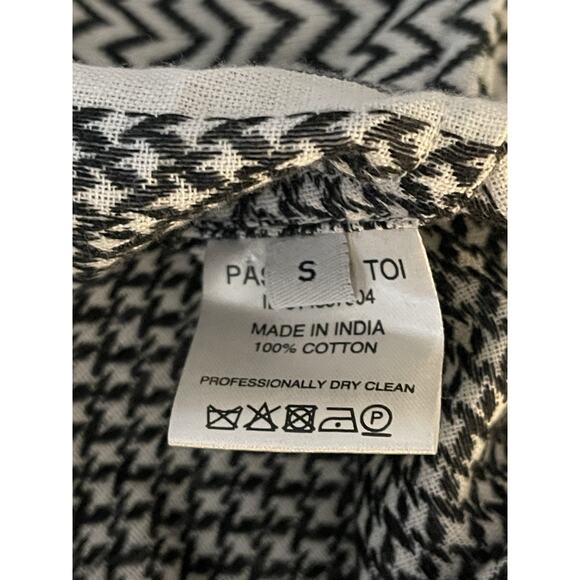 S
PAS TOI
MADE IN INDIA
100% COTTON
PROFESSIONALLY DRY CLEAN
P